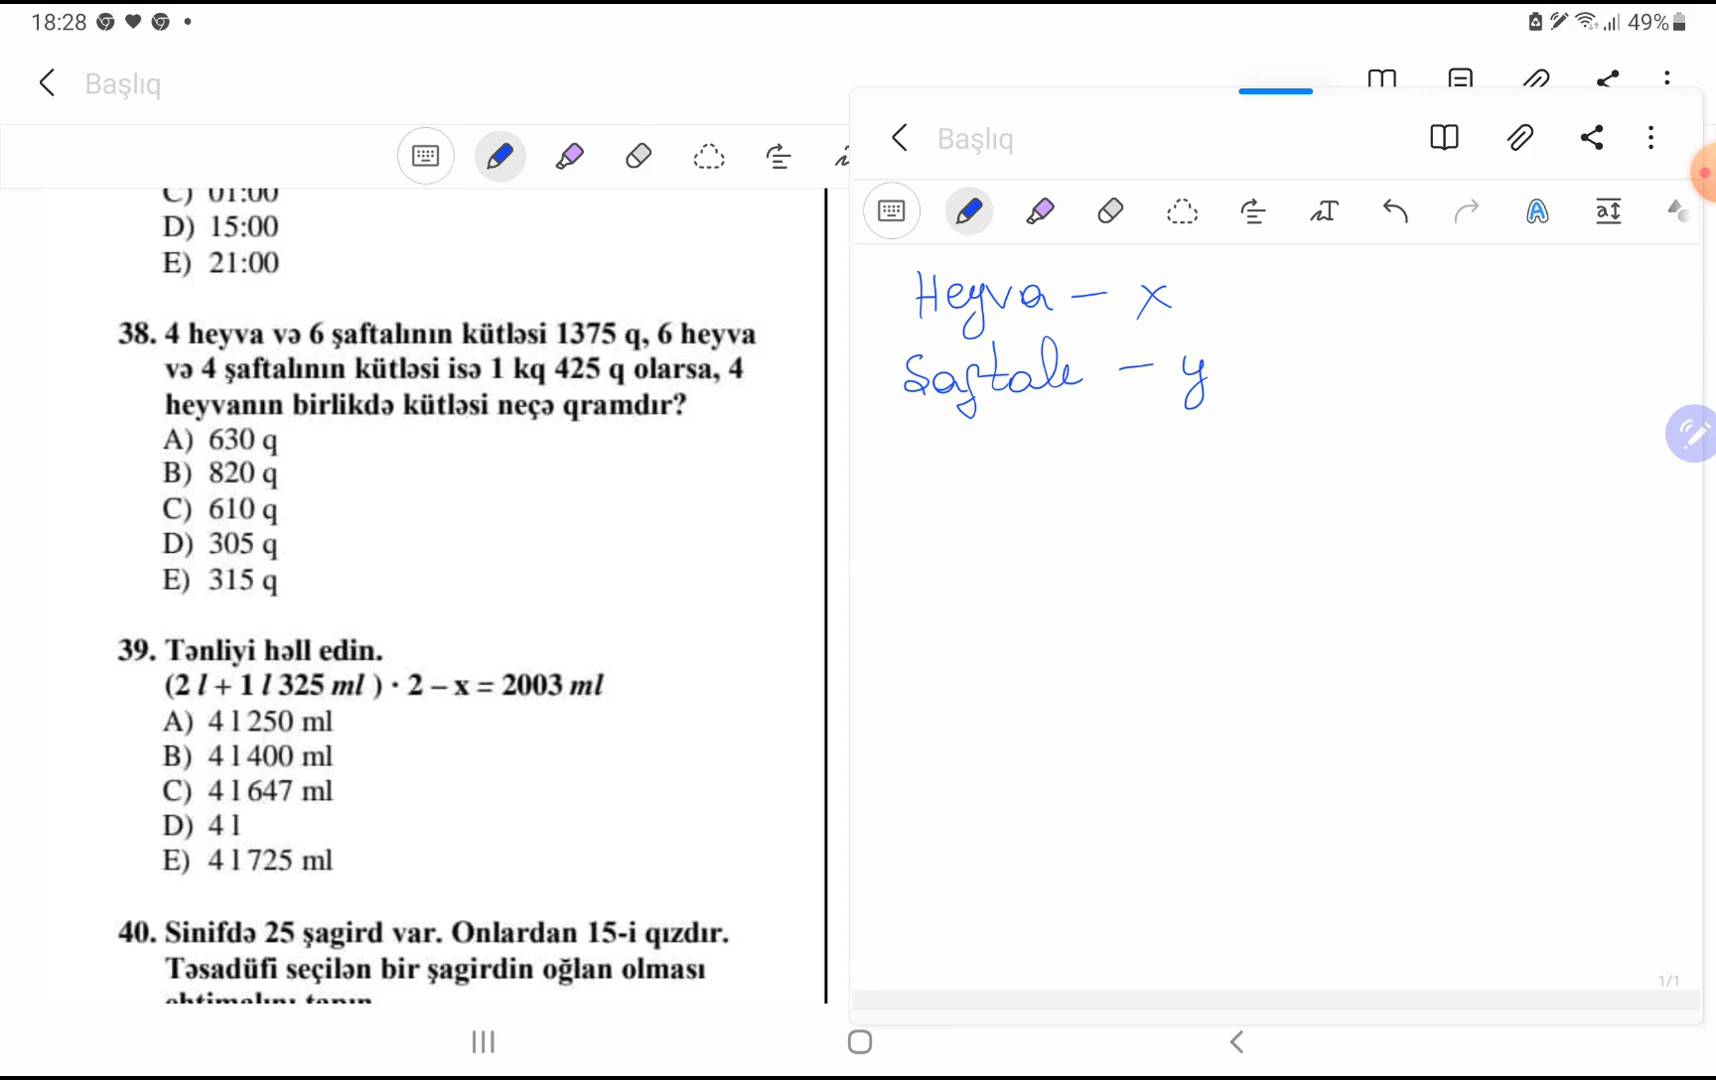 18:28
49%
Başlıq
Başlıq
C) 01:00
D) 15:00
E) 21:00
38. 4 heyva və 6 şaftalının kütləsi 1375 q, 6 heyva
və 4 şaftalının kütləsi isə 1 kq 425 q olarsa, 4
heyvanın birlikdə kütləsi neçə qramdır?
A) 630 q
B) 820 q
C) 610 q
D) 305 q
E) 315 q
39. Tənliyi həll edin.
(2 l + 1 l 325 ml ) · 2 – x = 2003 ml
A) 4 l 250 ml
B) 4 l 400 ml
C) 4 l 647 ml
D) 4 l
E) 4 l 725 ml
40. Sinifdə 25 şagird var. Onlardan 15-i qızdır.
Təsadüfi seçilən bir şagirdin oğlan olması
ehtimalını tapın.
Heyva – x
Saftalı – y
1/1